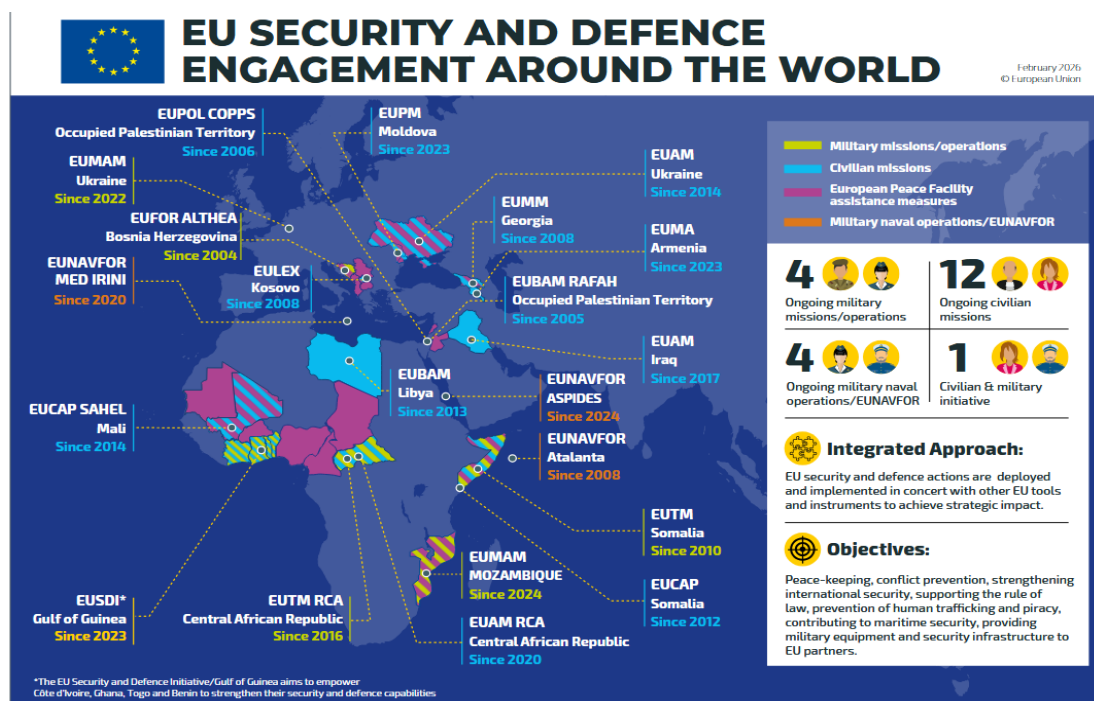 EU SECURITY AND DEFENCE
ENGAGEMENT AROUND THE WORLD
February 2026
© European Union
EUPOL COPPS
Occupied Palestinian Territory
Since 2006
EUPM
Moldova
Since 2023
EUMAM
Ukraine
Since 2022
EUAM
Ukraine
Since 2014
EUFOR ALTHEA
Bosnia Herzegovina
Since 2004
EUMM
Georgia
Since 2008
EUMA
Armenia
Since 2023
EUNAVFOR
MED IRINI
Since 2020
EULEX
Kosovo
Since 2008
EUBAM RAFAH
Occupied Palestinian Territory
Since 2005
EUAM
Iraq
Since 2017
EUBAM
Libya
Since 2013
EUNAVFOR
ASPIDES
Since 2024
EUCAP SAHEL
Mali
Since 2014
EUNAVFOR
Atalanta
Since 2008
EUTM
Somalia
Since 2010
EUMAM
MOZAMBIQUE
Since 2024
EUCAP
Somalia
Since 2012
EUSDI*
Gulf of Guinea
Since 2023
EUTM RCA
Central African Republic
Since 2016
EUAM RCA
Central African Republic
Since 2020
*The EU Security and Defence Initiative/Gulf of Guinea aims to empower
Côte d'Ivoire, Ghana, Togo and Benin to strengthen their security and defence capabilities
Military missions/operations
Civilian missions
European Peace Facility
assistance measures
Military naval operations/EUNAVFOR
4
Ongoing military
missions/operations
12
Ongoing civilian
missions
4
Ongoing military naval
operations/EUNAVFOR
1
Civilian & military
initiative
Integrated Approach:
EU security and defence actions are deployed
and implemented in concert with other EU tools
and instruments to achieve strategic impact.
Objectives:
Peace-keeping, conflict prevention, strengthening
international security, supporting the rule of
law, prevention of human trafficking and piracy,
contributing to maritime security, providing
military equipment and security infrastructure to
EU partners.